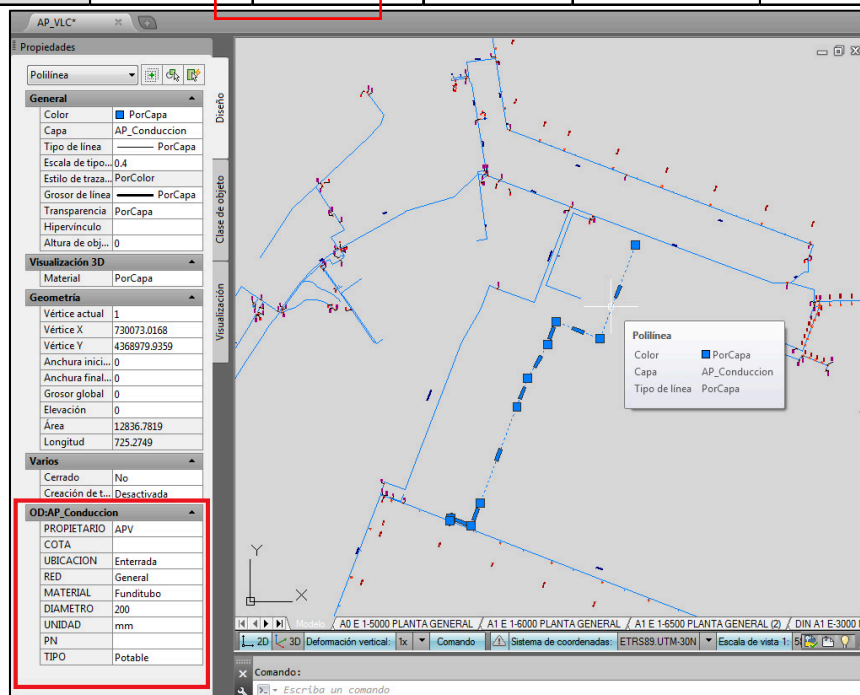 AP_VLC*
Propiedades
Polilínea
Diseño
Clase de objeto
Visualización
General
Color PorCapa
Capa AP_Conduccion
Tipo de línea PorCapa
Escala de tipo... 0.4
Estilo de traza... PorColor
Grosor de línea PorCapa
Transparencia PorCapa
Hipervínculo
Altura de obj... 0
Visualización 3D
Material PorCapa
Geometría
Vértice actual 1
Vértice X 730073.0168
Vértice Y 4368979.9359
Anchura inici... 0
Anchura final... 0
Grosor global 0
Elevación 0
Área 12836.7819
Longitud 725.2749
Varios
Cerrado No
Creación de t... Desactivada
OD:AP_Conduccion
PROPIETARIO APV
COTA
UBICACION Enterrada
RED General
MATERIAL Funditubo
DIAMETRO 200
UNIDAD mm
PN
TIPO Potable
Polilínea
Color PorCapa
Capa AP_Conduccion
Tipo de línea PorCapa
Y
X
Modelo / A0 E 1-5000 PLANTA GENERAL / A1 E 1-6000 PLANTA GENERAL / A1 E 1-6500 PLANTA GENERAL (2) / DIN A1 E-3000
2D 3D Deformación vertical: 1x Comando Sistema de coordenadas: ETRS89.UTM-30N Escala de vista 1:
Comando:
Escriba un comando